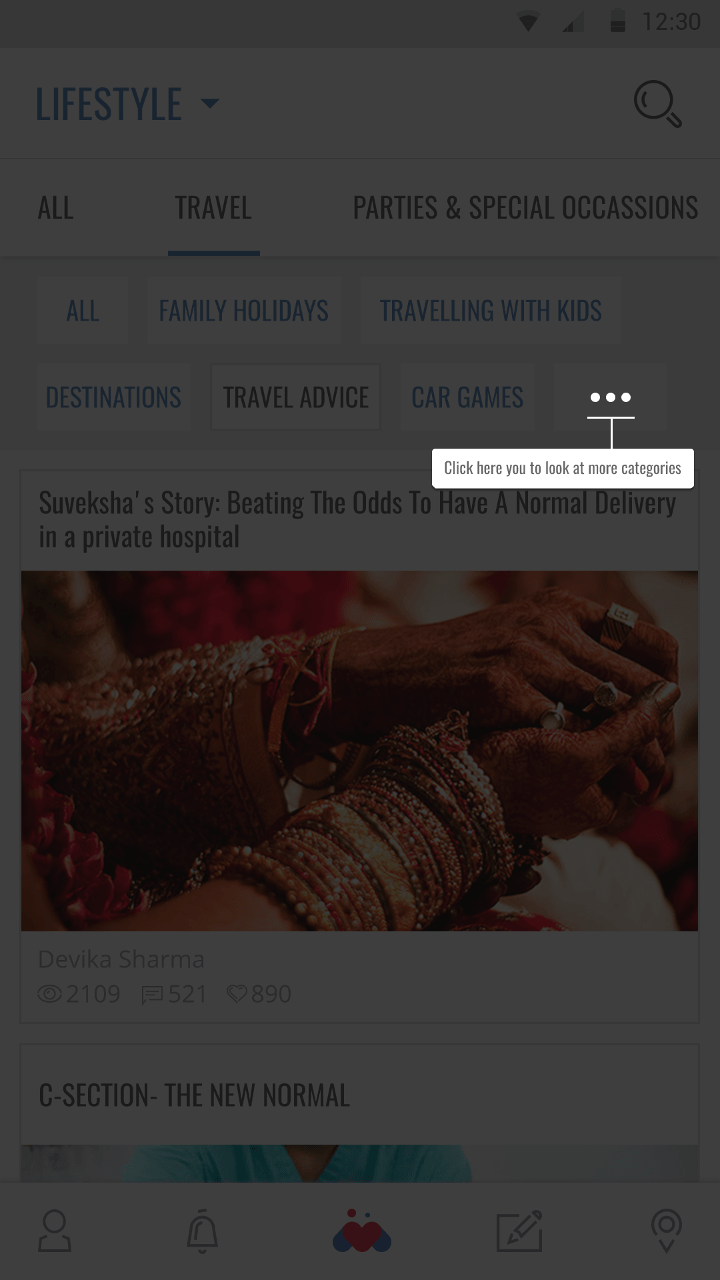 12:30
LIFESTYLE
ALL TRAVEL PARTIES & SPECIAL OCCASSIONS
ALL FAMILY HOLIDAYS TRAVELLING WITH KIDS
DESTINATIONS TRAVEL ADVICE CAR GAMES
Click here you to look at more categories
Suveksha's Story: Beating The Odds To Have A Normal Delivery
in a private hospital
Devika Sharma
2109 521 890
C-SECTION- THE NEW NORMAL